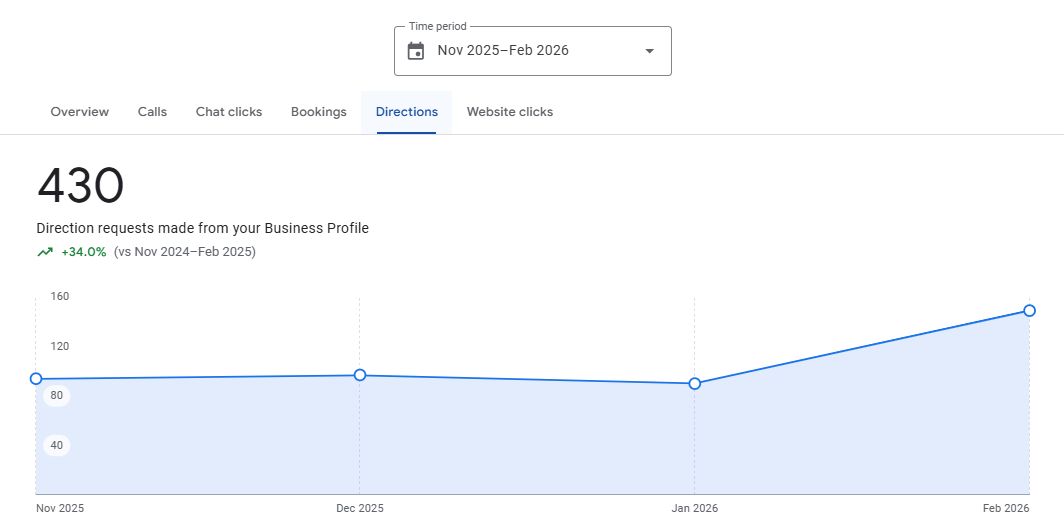 Time period
Nov 2025–Feb 2026
Overview Calls Chat clicks Bookings Directions Website clicks
430
Direction requests made from your Business Profile
+34.0% (vs Nov 2024–Feb 2025)
160
120
80
40
Nov 2025 Dec 2025 Jan 2026 Feb 2026